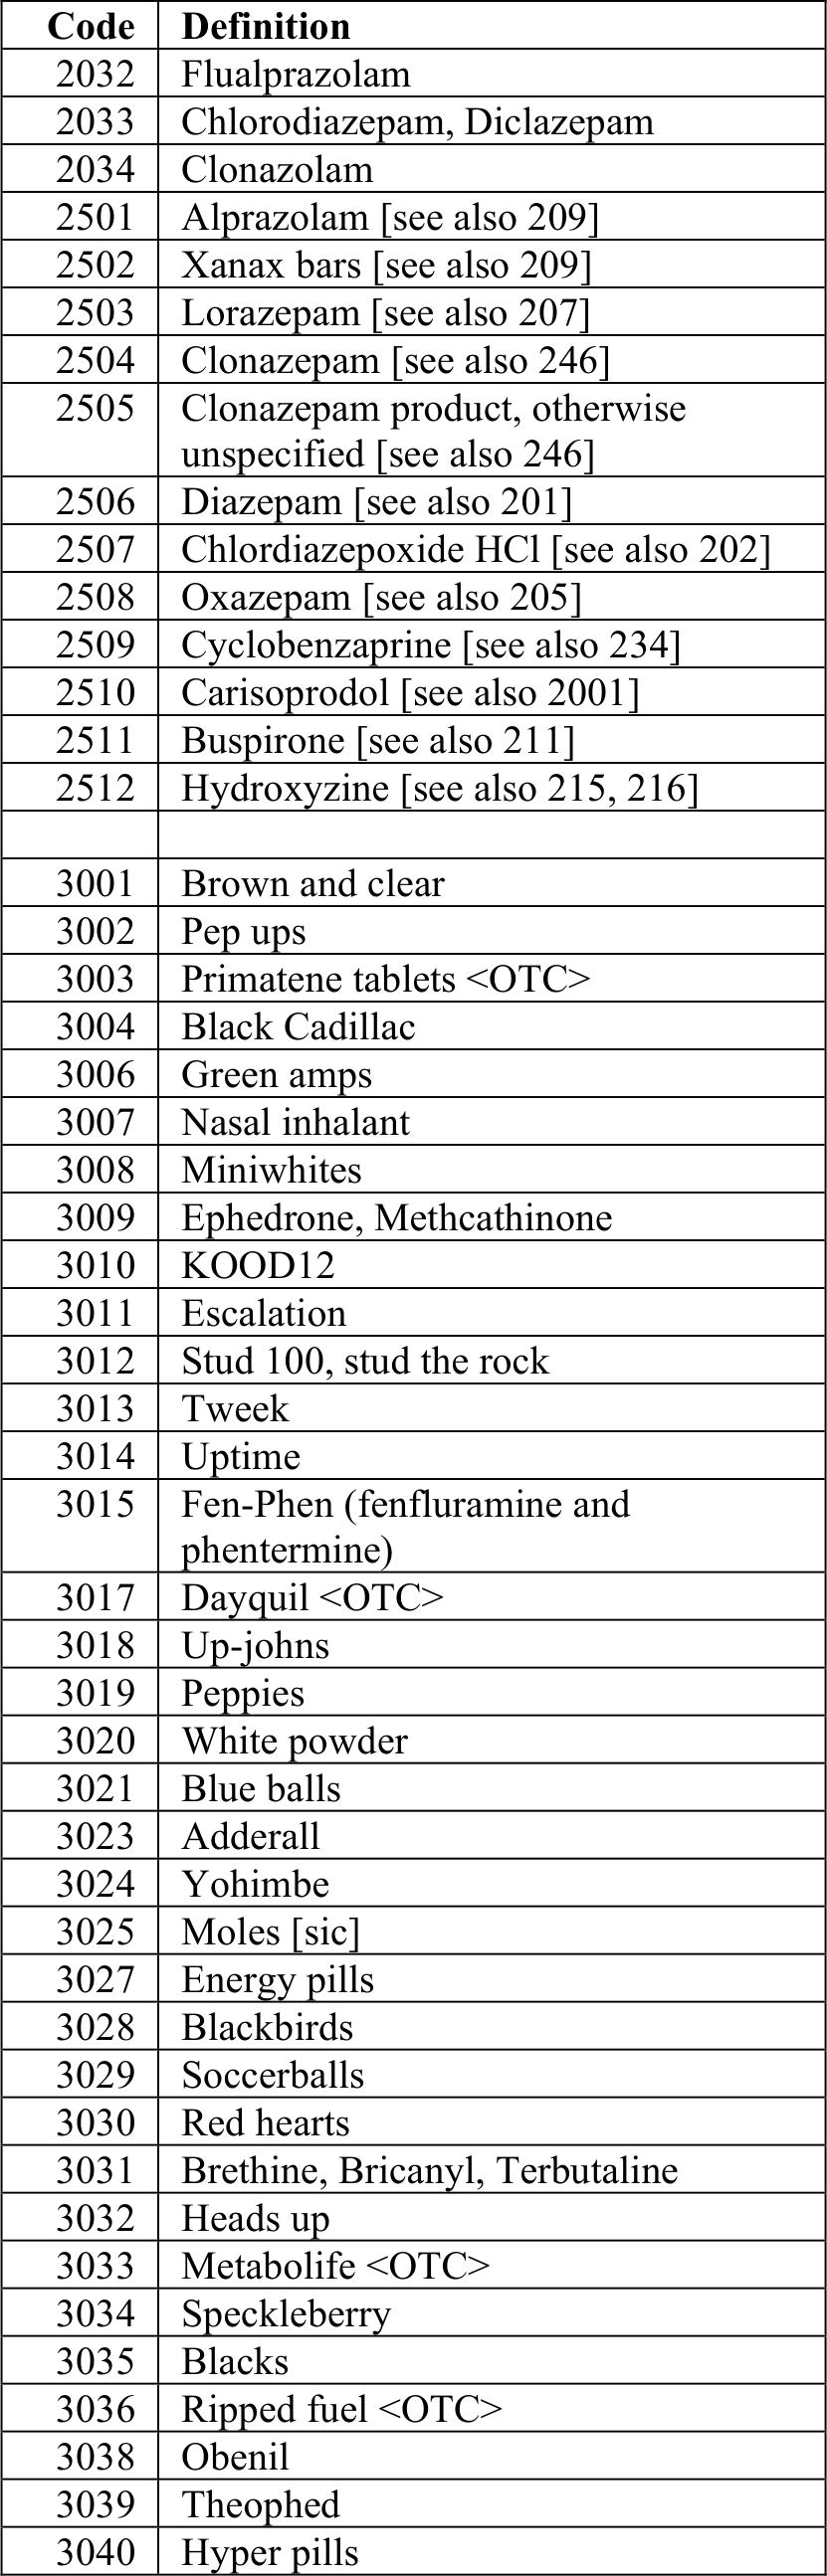 Code Definition
2032 Flualprazolam
2033 Chlorodiazepam, Diclazepam
2034 Clonazolam
2501 Alprazolam [see also 209]
2502 Xanax bars [see also 209]
2503 Lorazepam [see also 207]
2504 Clonazepam [see also 246]
2505 Clonazepam product, otherwise
unspecified [see also 246]
2506 Diazepam [see also 201]
2507 Chlordiazepoxide HCl [see also 202]
2508 Oxazepam [see also 205]
2509 Cyclobenzaprine [see also 234]
2510 Carisoprodol [see also 2001]
2511 Buspirone [see also 211]
2512 Hydroxyzine [see also 215, 216]
3001 Brown and clear
3002 Pep ups
3003 Primatene tablets <OTC>
3004 Black Cadillac
3006 Green amps
3007 Nasal inhalant
3008 Miniwhites
3009 Ephedrone, Methcathinone
3010 KOOD12
3011 Escalation
3012 Stud 100, stud the rock
3013 Tweek
3014 Uptime
3015 Fen-Phen (fenfluramine and
phentermine)
3017 Dayquil <OTC>
3018 Up-johns
3019 Peppies
3020 White powder
3021 Blue balls
3023 Adderall
3024 Yohimbe
3025 Moles [sic]
3027 Energy pills
3028 Blackbirds
3029 Soccerballs
3030 Red hearts
3031 Brethine, Bricanyl, Terbutaline
3032 Heads up
3033 Metabolife <OTC>
3034 Speckleberry
3035 Blacks
3036 Ripped fuel <OTC>
3038 Obenil
3039 Theophed
3040 Hyper pills